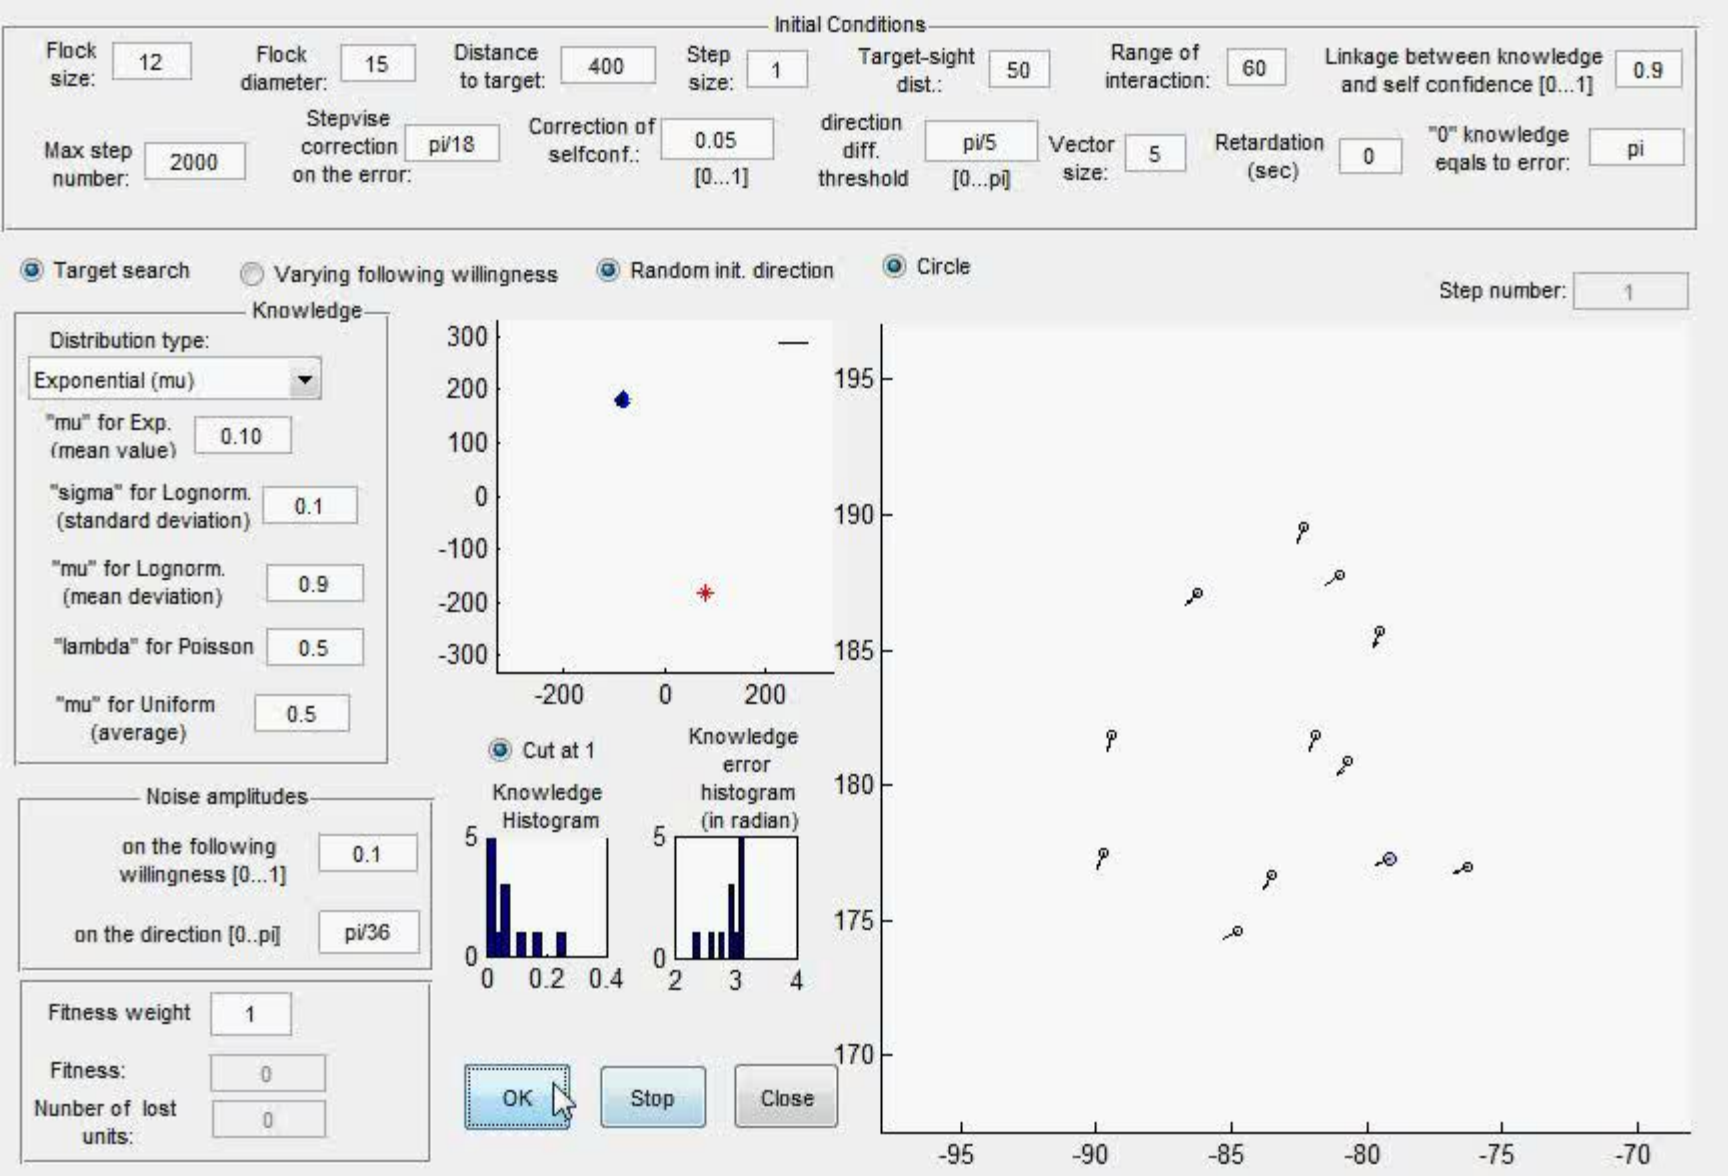 Initial Conditions
Flock size: 12
Flock diameter: 15
Distance to target: 400
Step size: 1
Target-sight dist.: 50
Range of interaction: 60
Linkage between knowledge and self confidence [0...1] 0.9
Max step number: 2000
Stepvise correction on the error: pi/18
Correction of selfconf.: 0.05 [0...1]
direction diff. threshold pi/5 [0...pi]
Vector size: 5
Retardation (sec) 0
"0" knowledge eqals to error: pi
Target search
Varying following willingness
Random init. direction
Circle
Step number: 1
Knowledge
Distribution type:
Exponential (mu)
"mu" for Exp. (mean value) 0.10
"sigma" for Lognorm. (standard deviation) 0.1
"mu" for Lognorm. (mean deviation) 0.9
"lambda" for Poisson 0.5
"mu" for Uniform (average) 0.5
300
200
100
0
-100
-200
-300
-200 0 200
Cut at 1
Knowledge Histogram
5
0
0 0.2 0.4
Knowledge error histogram (in radian)
5
0
2 3 4
Noise amplitudes
on the following willingness [0...1] 0.1
on the direction [0..pi] pi/36
Fitness weight 1
Fitness: 0
Nunber of lost units: 0
OK Stop Close
195
190
185
180
175
170
-95 -90 -85 -80 -75 -70